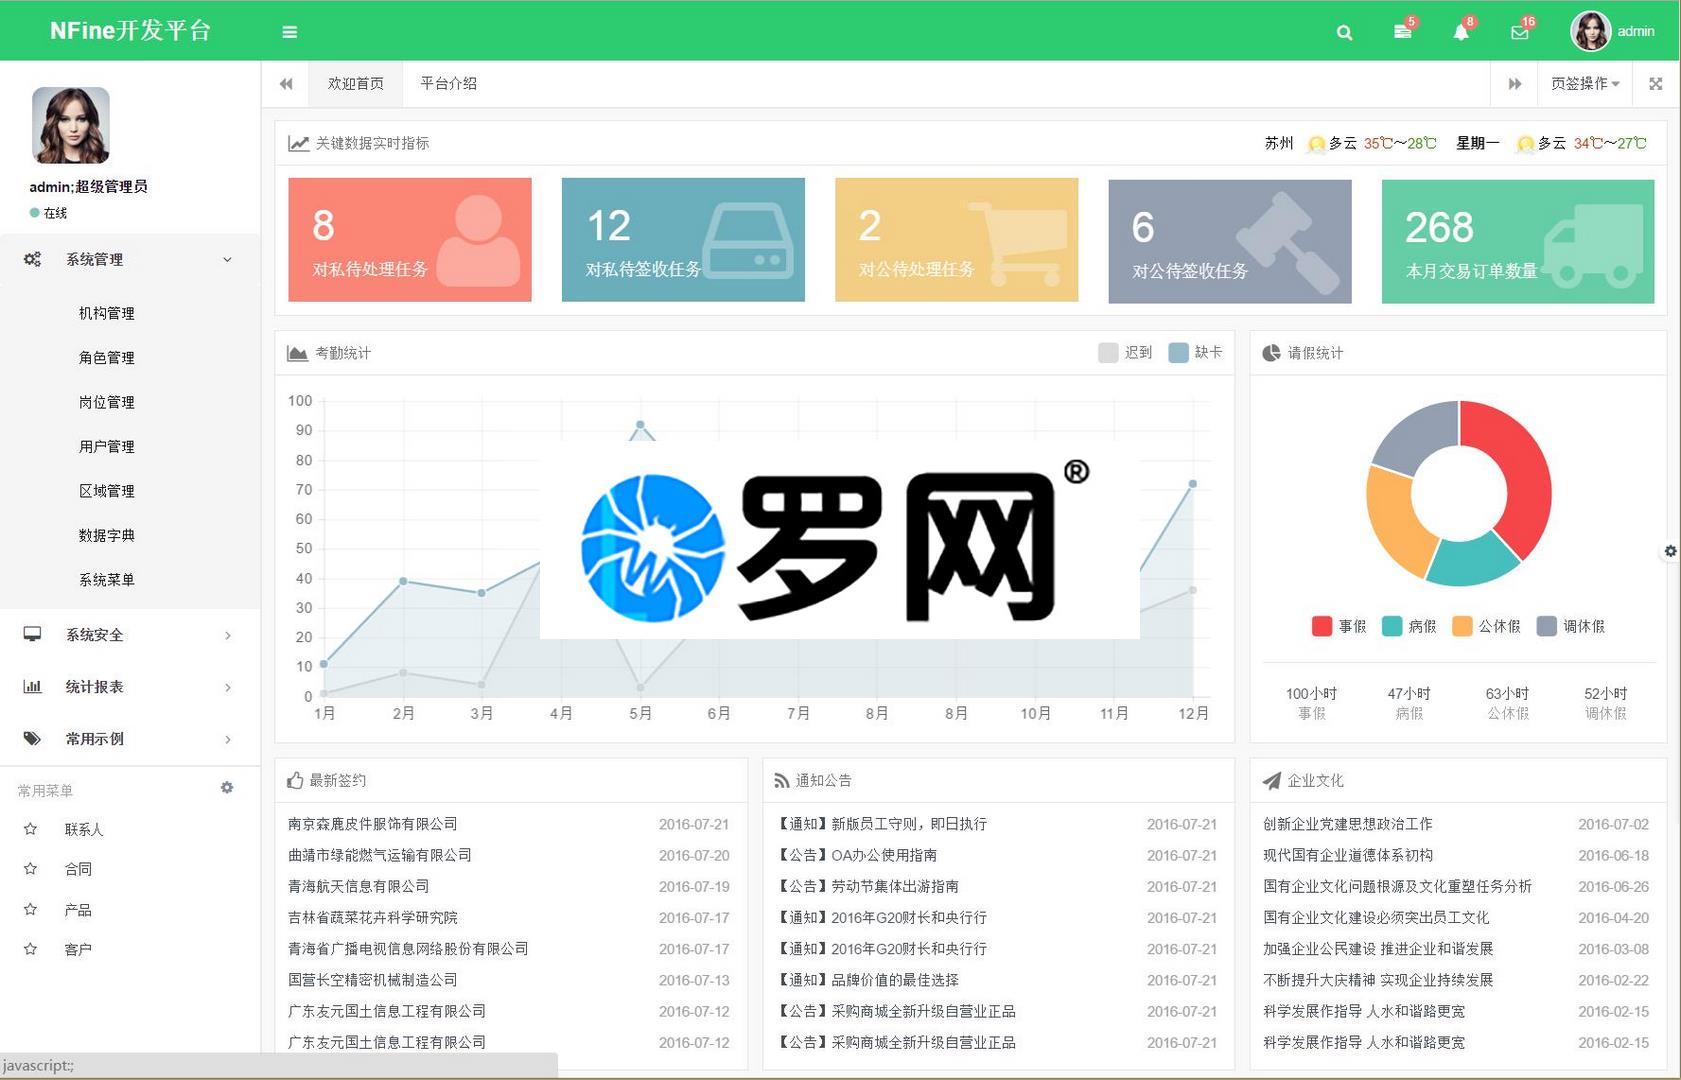 NFine开发平台
5
8
16
admin
欢迎首页
平台介绍
页签操作
admin;超级管理员
在线
系统管理
机构管理
角色管理
岗位管理
用户管理
区域管理
数据字典
系统菜单
系统安全
统计报表
常用示例
常用菜单
联系人
合同
产品
客户
javascript:;
关键数据实时指标
苏州 多云 35℃～28℃ 星期一 多云 34℃～27℃
8
对私待处理任务
12
对私待签收任务
2
对公待处理任务
6
对公待签收任务
268
本月交易订单数量
考勤统计
迟到 缺卡
100
90
80
70
60
50
40
30
20
10
0
1月 2月 3月 4月 5月 6月 7月 8月 8月 10月 11月 12月
罗网®
请假统计
事假 病假 公休假 调休假
100小时 47小时 63小时 52小时
事假 病假 公休假 调休假
最新签约
南京森鹿皮件服饰有限公司 2016-07-21
曲靖市绿能燃气运输有限公司 2016-07-20
青海航天信息有限公司 2016-07-19
吉林省蔬菜花卉科学研究院 2016-07-17
青海省广播电视信息网络股份有限公司 2016-07-17
国营长空精密机械制造公司 2016-07-13
广东友元国土信息工程有限公司 2016-07-12
广东友元国土信息工程有限公司 2016-07-12
通知公告
【通知】新版员工守则，即日执行 2016-07-21
【公告】OA办公使用指南 2016-07-21
【公告】劳动节集体出游指南 2016-07-21
【通知】2016年G20财长和央行行 2016-07-21
【通知】2016年G20财长和央行行 2016-07-21
【通知】品牌价值的最佳选择 2016-07-21
【公告】采购商城全新升级自营业正品 2016-07-21
【公告】采购商城全新升级自营业正品 2016-07-21
企业文化
创新企业党建思想政治工作 2016-07-02
现代国有企业道德体系初构 2016-06-18
国有企业文化问题根源及文化重塑任务分析 2016-06-26
国有企业文化建设必须突出员工文化 2016-04-20
加强企业公民建设 推进企业和谐发展 2016-03-08
不断提升大庆精神 实现企业持续发展 2016-02-22
科学发展作指导 人水和谐路更宽 2016-02-15
科学发展作指导 人水和谐路更宽 2016-02-15